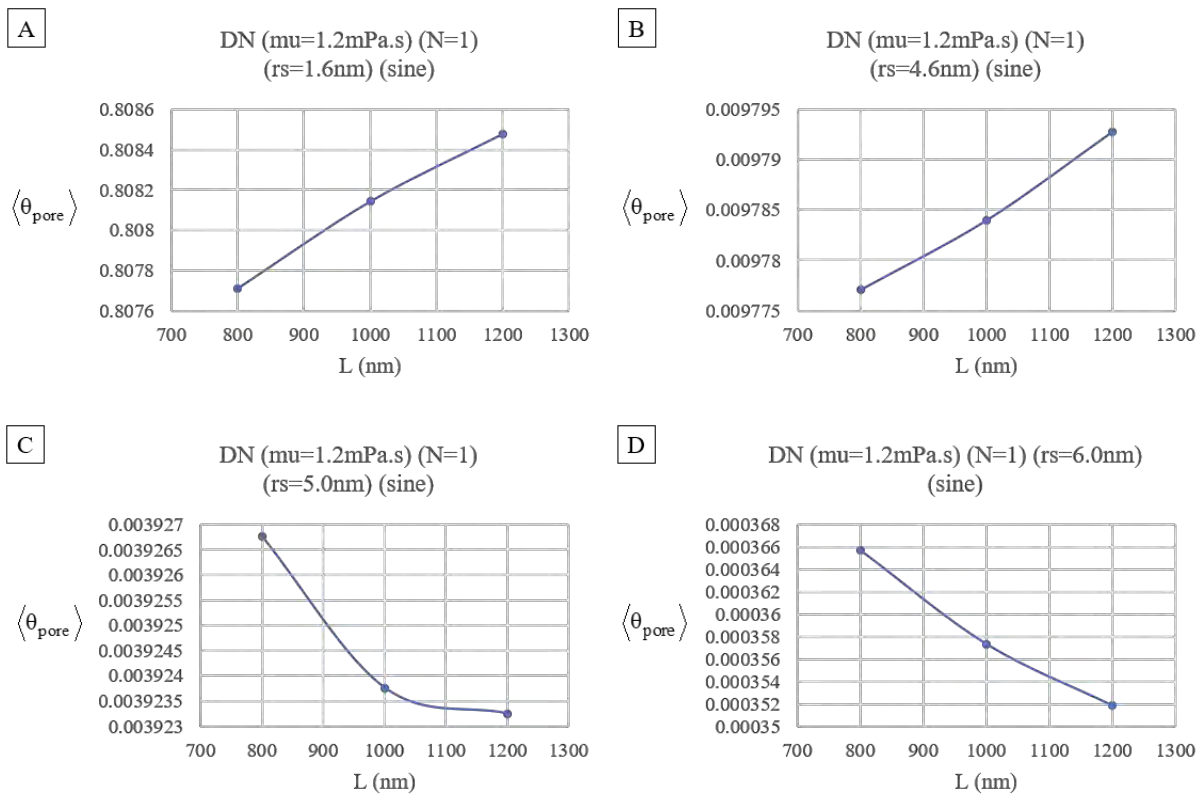 A
DN (mu=1.2mPa.s) (N=1)
(rs=1.6nm) (sine)
0.8086
0.8084
0.8082
0.808
0.8078
0.8076
⟨θpore⟩
700 800 900 1000 1100 1200 1300
L (nm)
B
DN (mu=1.2mPa.s) (N=1)
(rs=4.6nm) (sine)
0.009795
0.00979
0.009785
0.00978
0.009775
⟨θpore⟩
700 800 900 1000 1100 1200 1300
L (nm)
C
DN (mu=1.2mPa.s) (N=1)
(rs=5.0nm) (sine)
0.003927
0.0039265
0.003926
0.0039255
0.003925
0.0039245
0.003924
0.0039235
0.003923
⟨θpore⟩
700 800 900 1000 1100 1200 1300
L (nm)
D
DN (mu=1.2mPa.s) (N=1) (rs=6.0nm)
(sine)
0.000368
0.000366
0.000364
0.000362
0.00036
0.000358
0.000356
0.000354
0.000352
0.00035
⟨θpore⟩
700 800 900 1000 1100 1200 1300
L (nm)